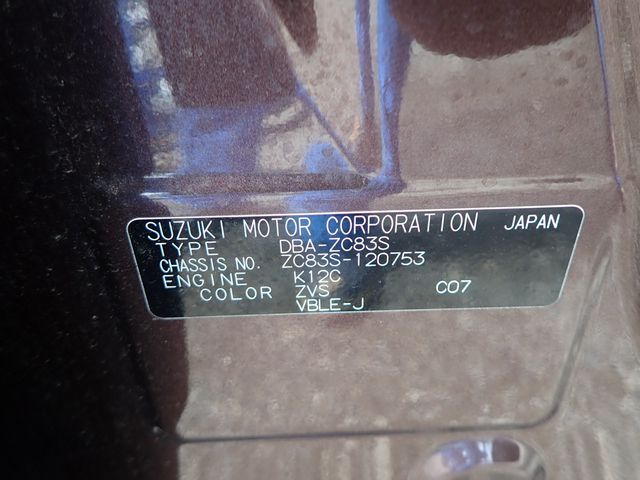 SUZUKI MOTOR CORPORATION JAPAN
TYPE DBA-ZC83S
CHASSIS NO. ZC83S-120753
ENGINE K12C
COLOR ZVS C07
VBLE-J